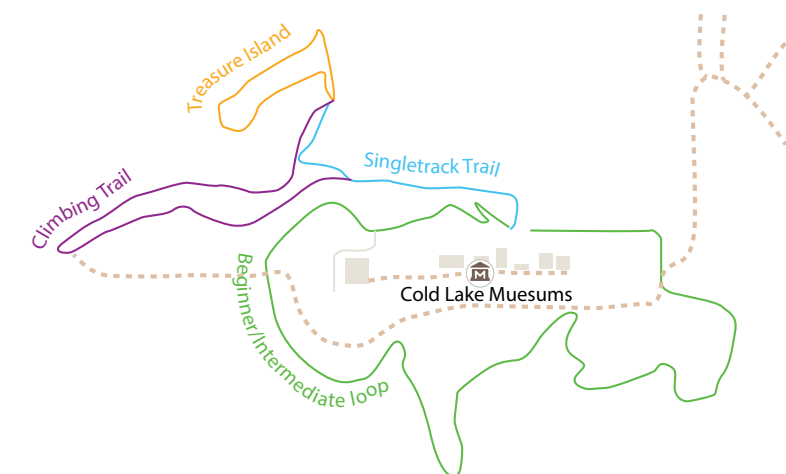 Treasure Island
Singletrack Trail
Climbing Trail
M
Cold Lake Muesums
Beginner/Intermediate loop